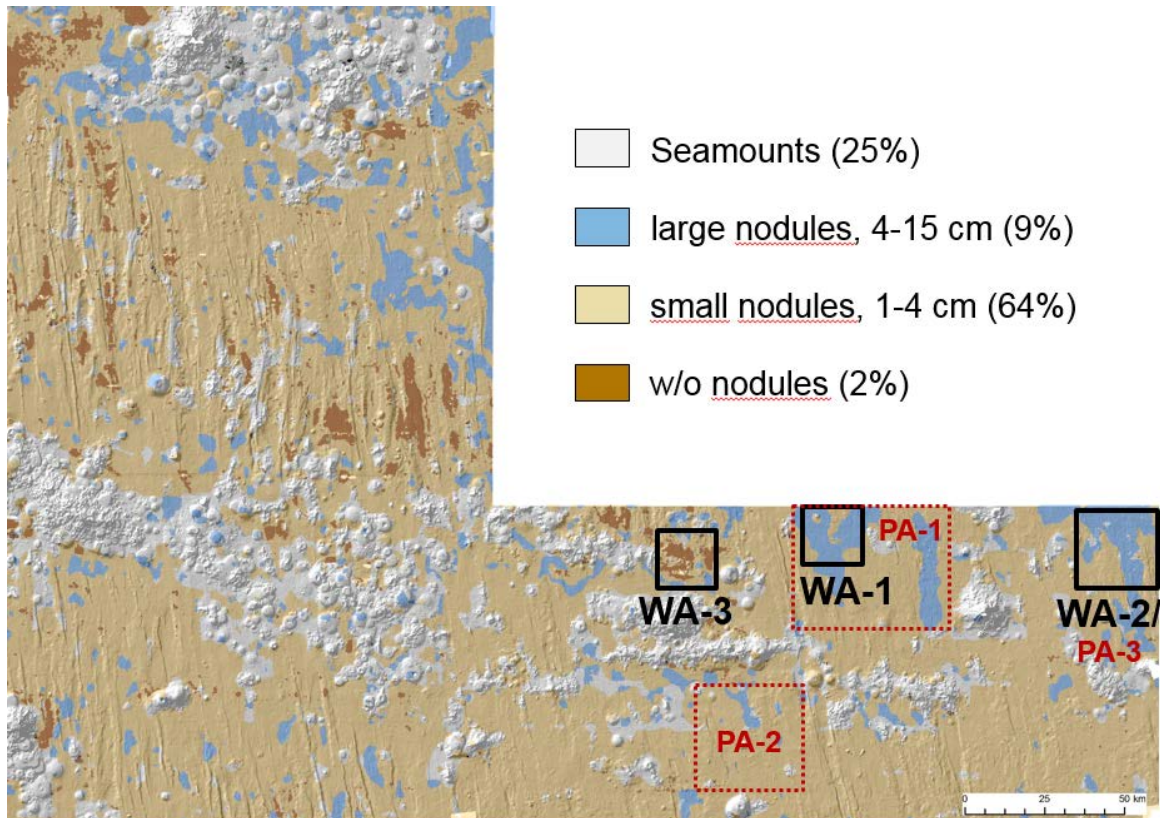 Seamounts (25%)
large nodules, 4-15 cm (9%)
small nodules, 1-4 cm (64%)
w/o nodules (2%)
PA-1
WA-3
WA-1
WA-2/
PA-3
PA-2
0 25 50 km